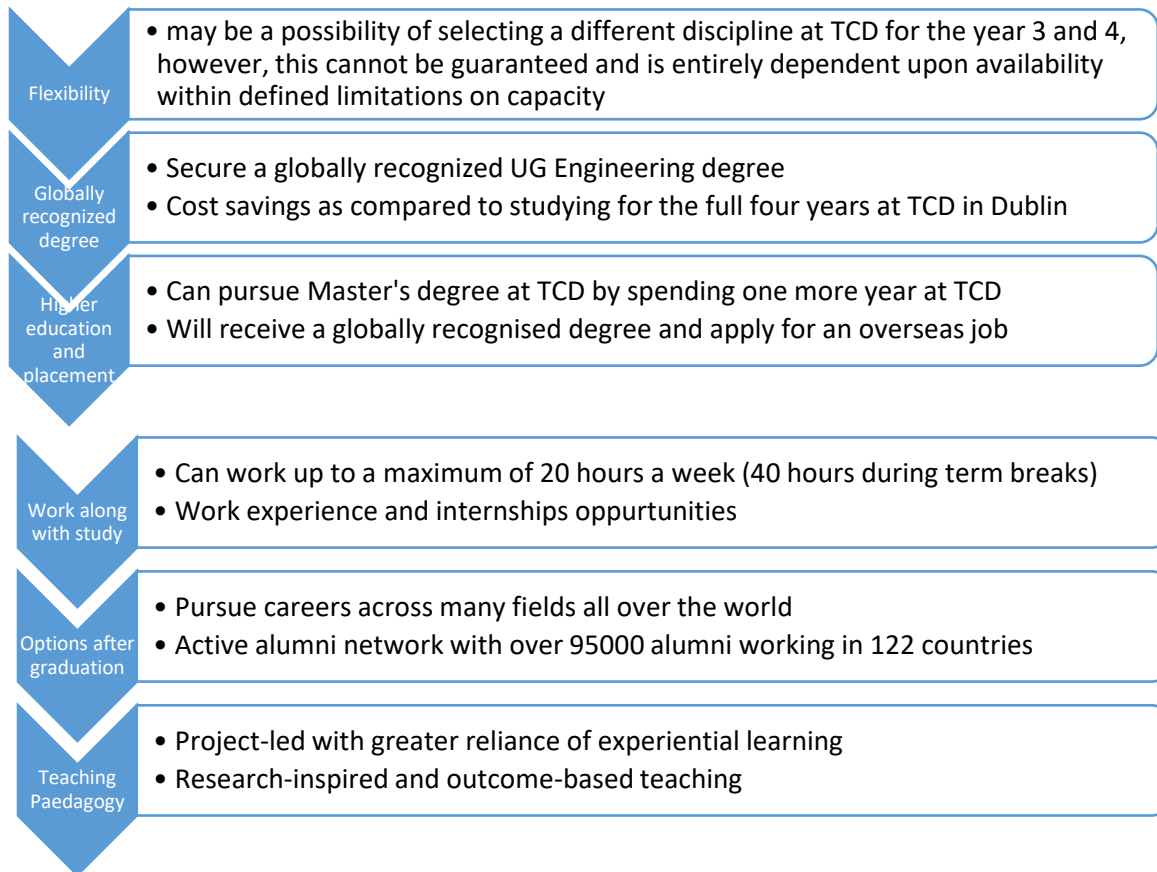 Flexibility
• may be a possibility of selecting a different discipline at TCD for the year 3 and 4,
however, this cannot be guaranteed and is entirely dependent upon availability
within defined limitations on capacity
Globally
recognized
degree
• Secure a globally recognized UG Engineering degree
• Cost savings as compared to studying for the full four years at TCD in Dublin
Higher
education
and
placement
• Can pursue Master's degree at TCD by spending one more year at TCD
• Will receive a globally recognised degree and apply for an overseas job
Work along
with study
• Can work up to a maximum of 20 hours a week (40 hours during term breaks)
• Work experience and internships oppurtunities
Options after
graduation
• Pursue careers across many fields all over the world
• Active alumni network with over 95000 alumni working in 122 countries
Teaching
Paedagogy
• Project-led with greater reliance of experiential learning
• Research-inspired and outcome-based teaching